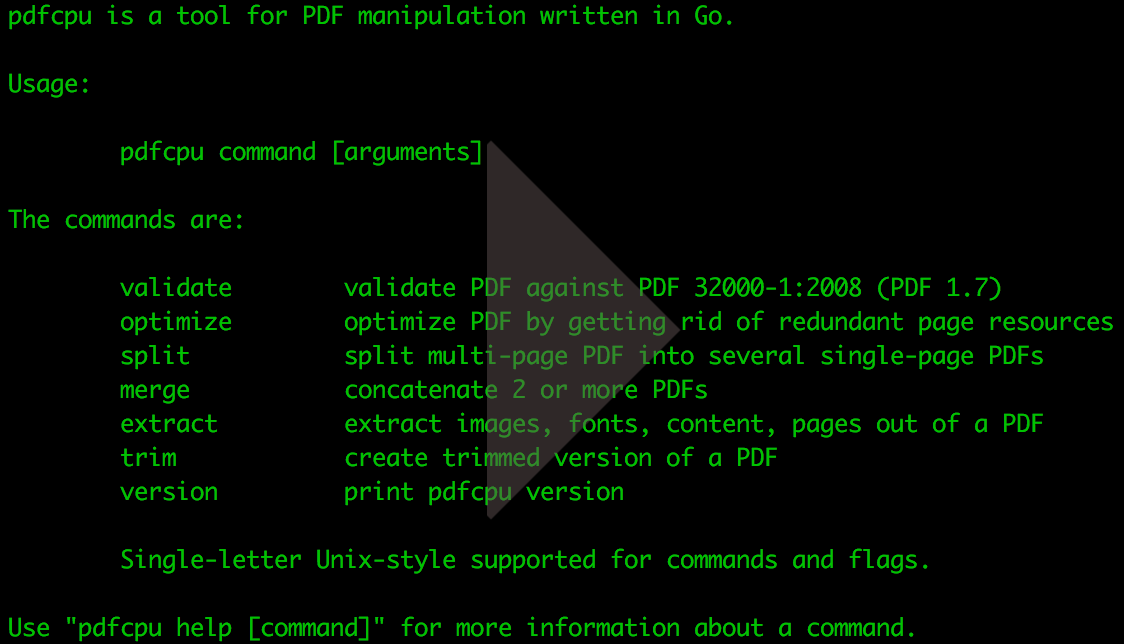 pdfcpu is a tool for PDF manipulation written in Go.
Usage:
pdfcpu command [arguments]
The commands are:
validate validate PDF against PDF 32000-1:2008 (PDF 1.7)
optimize optimize PDF by getting rid of redundant page resources
split split multi-page PDF into several single-page PDFs
merge concatenate 2 or more PDFs
extract extract images, fonts, content, pages out of a PDF
trim create trimmed version of a PDF
version print pdfcpu version
Single-letter Unix-style supported for commands and flags.
Use "pdfcpu help [command]" for more information about a command.